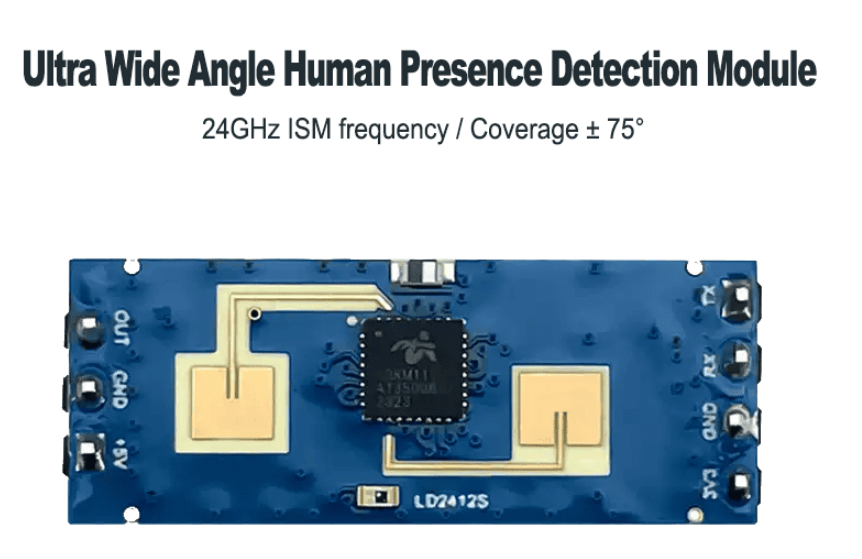 Ultra Wide Angle Human Presence Detection Module
24GHz ISM frequency / Coverage ± 75°
OUT
GND
+5V
TX
RX
GND
3V3
LD2412S